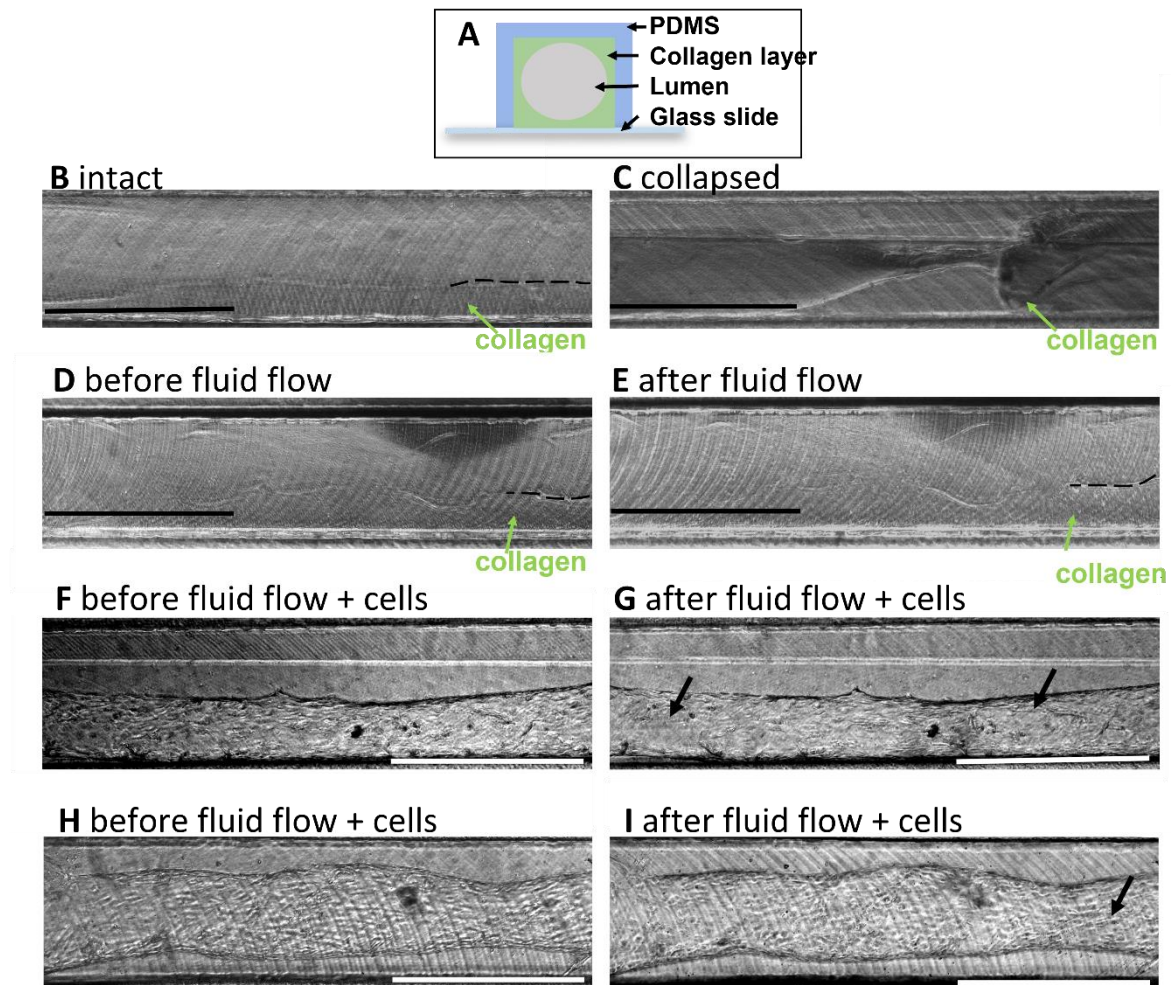 A
PDMS
Collagen layer
Lumen
Glass slide
B intact
C collapsed
collagen
collagen
D before fluid flow
E after fluid flow
collagen
collagen
F before fluid flow + cells
G after fluid flow + cells
H before fluid flow + cells
I after fluid flow + cells